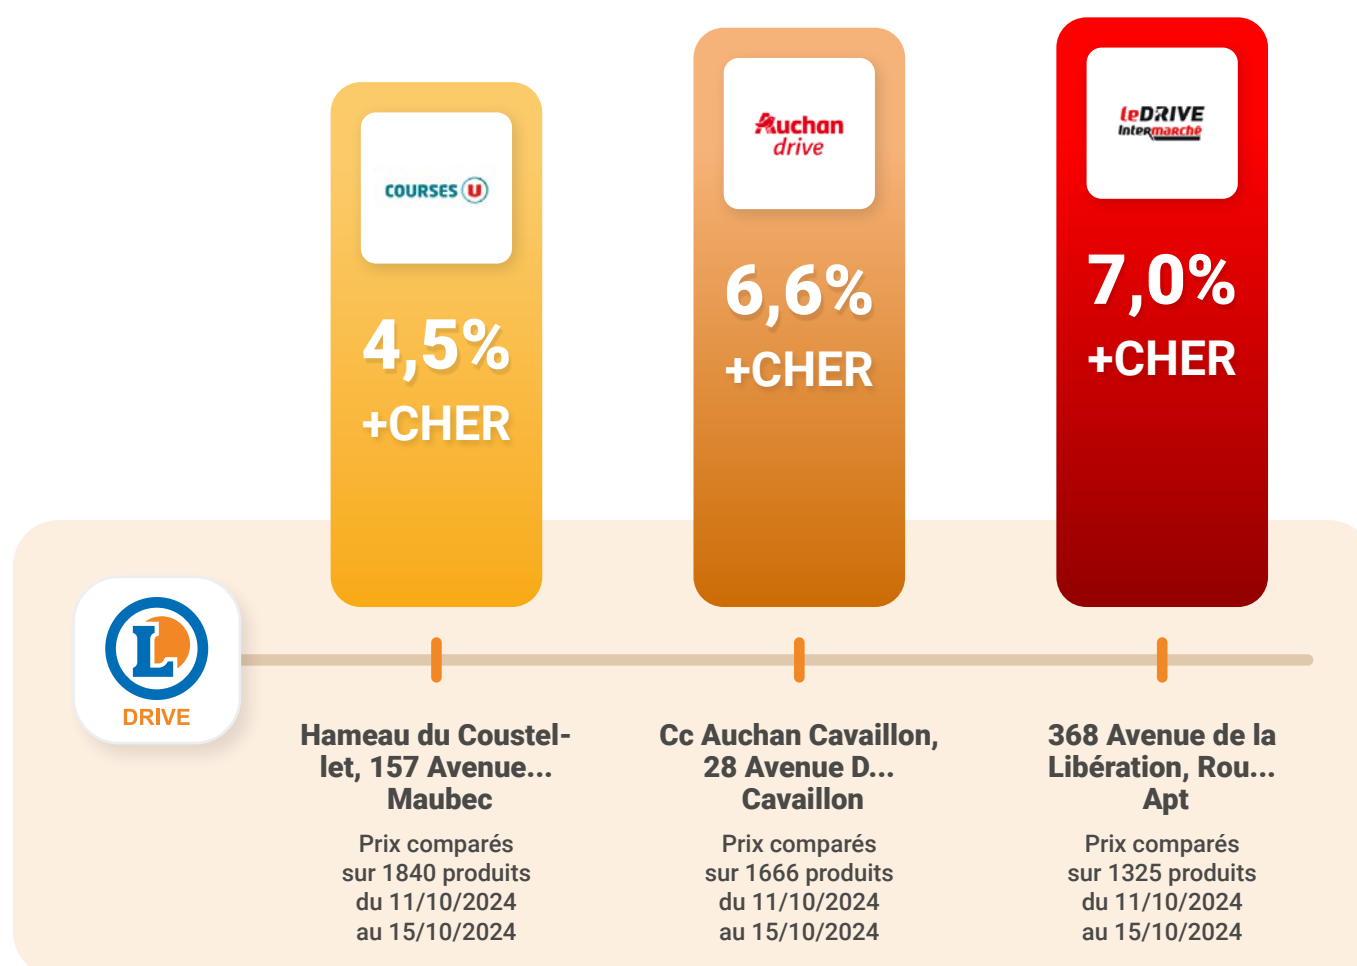 COURSES U
4,5%
+CHER
Auchan
drive
6,6%
+CHER
leDRIVE
Intermarché
7,0%
+CHER
L
DRIVE
Hameau du Coustel-
let, 157 Avenue...
Maubec
Prix comparés
sur 1840 produits
du 11/10/2024
au 15/10/2024
Cc Auchan Cavaillon,
28 Avenue D...
Cavaillon
Prix comparés
sur 1666 produits
du 11/10/2024
au 15/10/2024
368 Avenue de la
Libération, Rou...
Apt
Prix comparés
sur 1325 produits
du 11/10/2024
au 15/10/2024